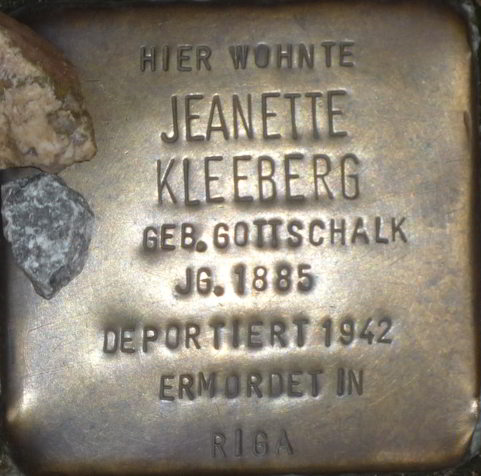 HIER WOHNTE
JEANETTE
KLEEBERG
GEB. GOTTSCHALK
JG. 1885
DEPORTIERT 1942
ERMORDET IN
RIGA